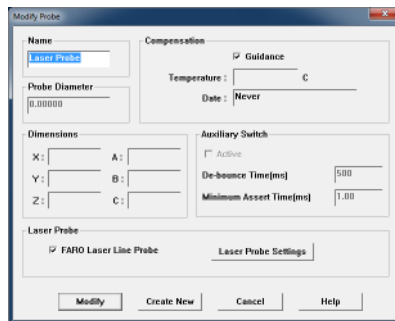 Modify Probe
Name
Laser Probe
Probe Diameter
0.00000
Compensation
Guidance
Temperature : C
Date : Never
Dimensions
X : A :
Y : B :
Z : C :
Auxiliary Switch
Active
De-bounce Time(ms) 500
Minimum Assert Time(ms) 1.00
Laser Probe
FARO Laser Line Probe
Laser Probe Settings
Modify Create New Cancel Help